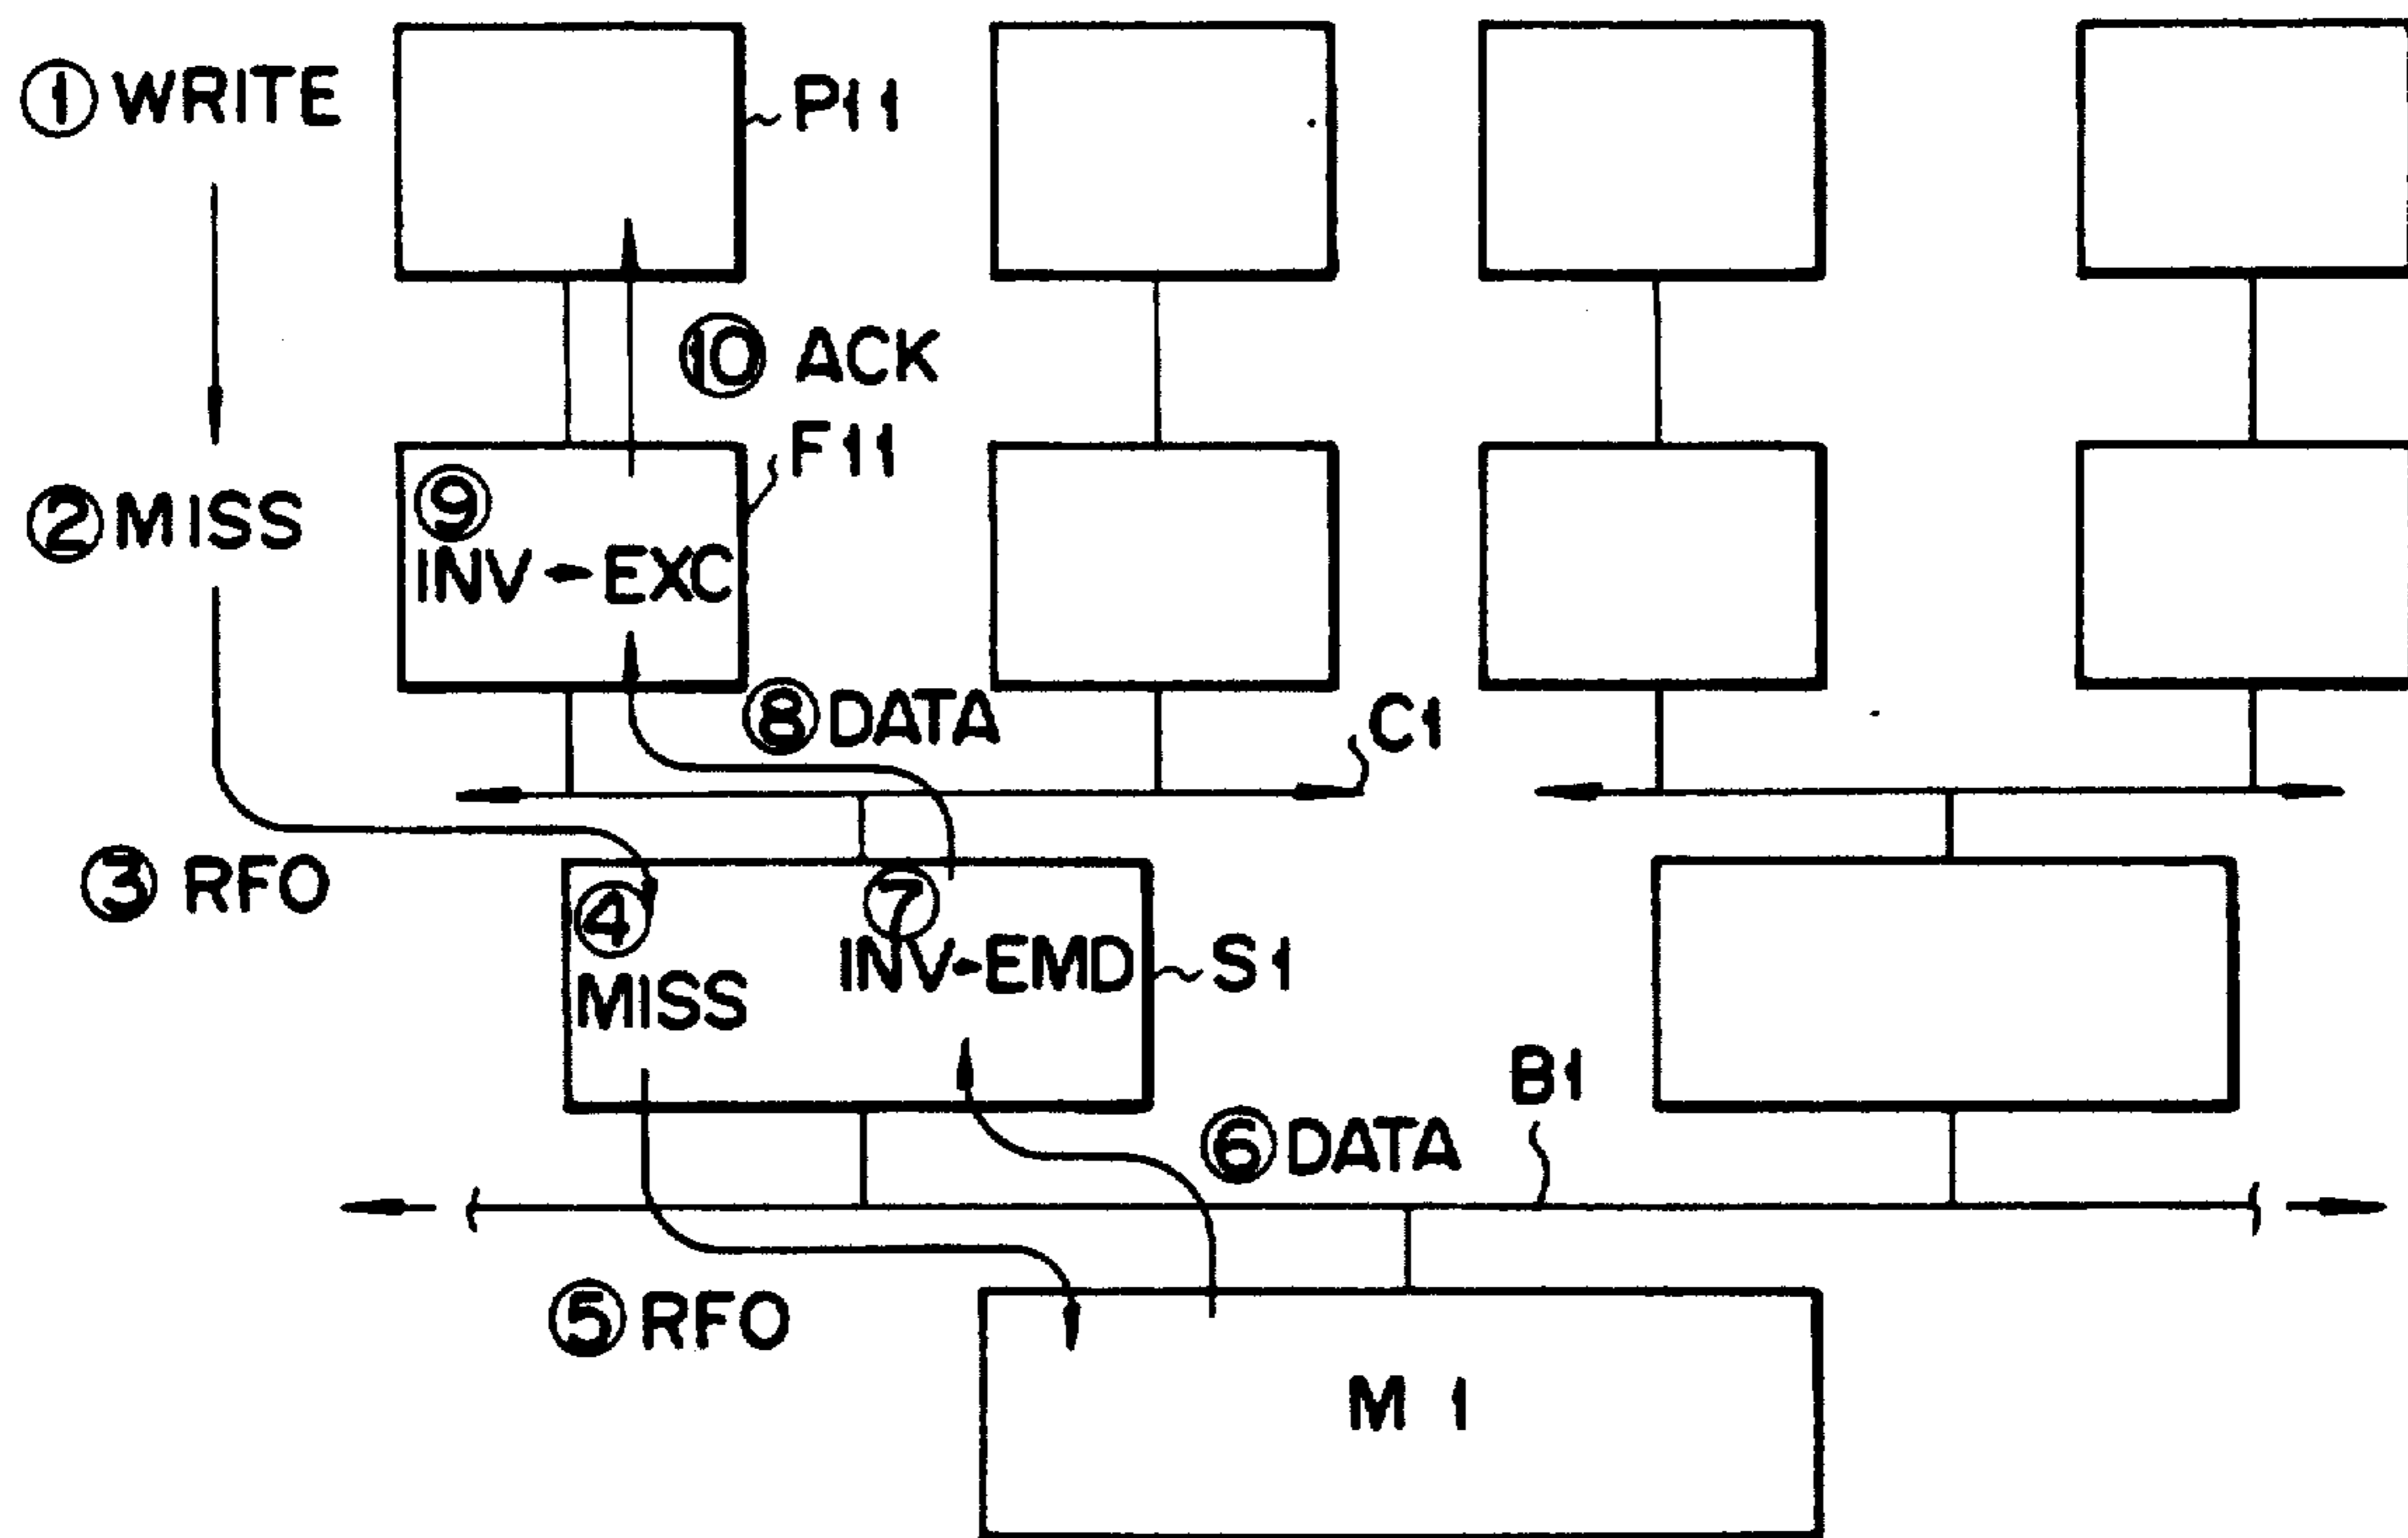 ① WRITE
P11
⑩ ACK
F11
② MISS
⑨
INV→EXC
⑧ DATA
C1
③ RFO
④
MISS
⑦
INV→EMD
S1
B1
⑥ DATA
⑤ RFO
M 1